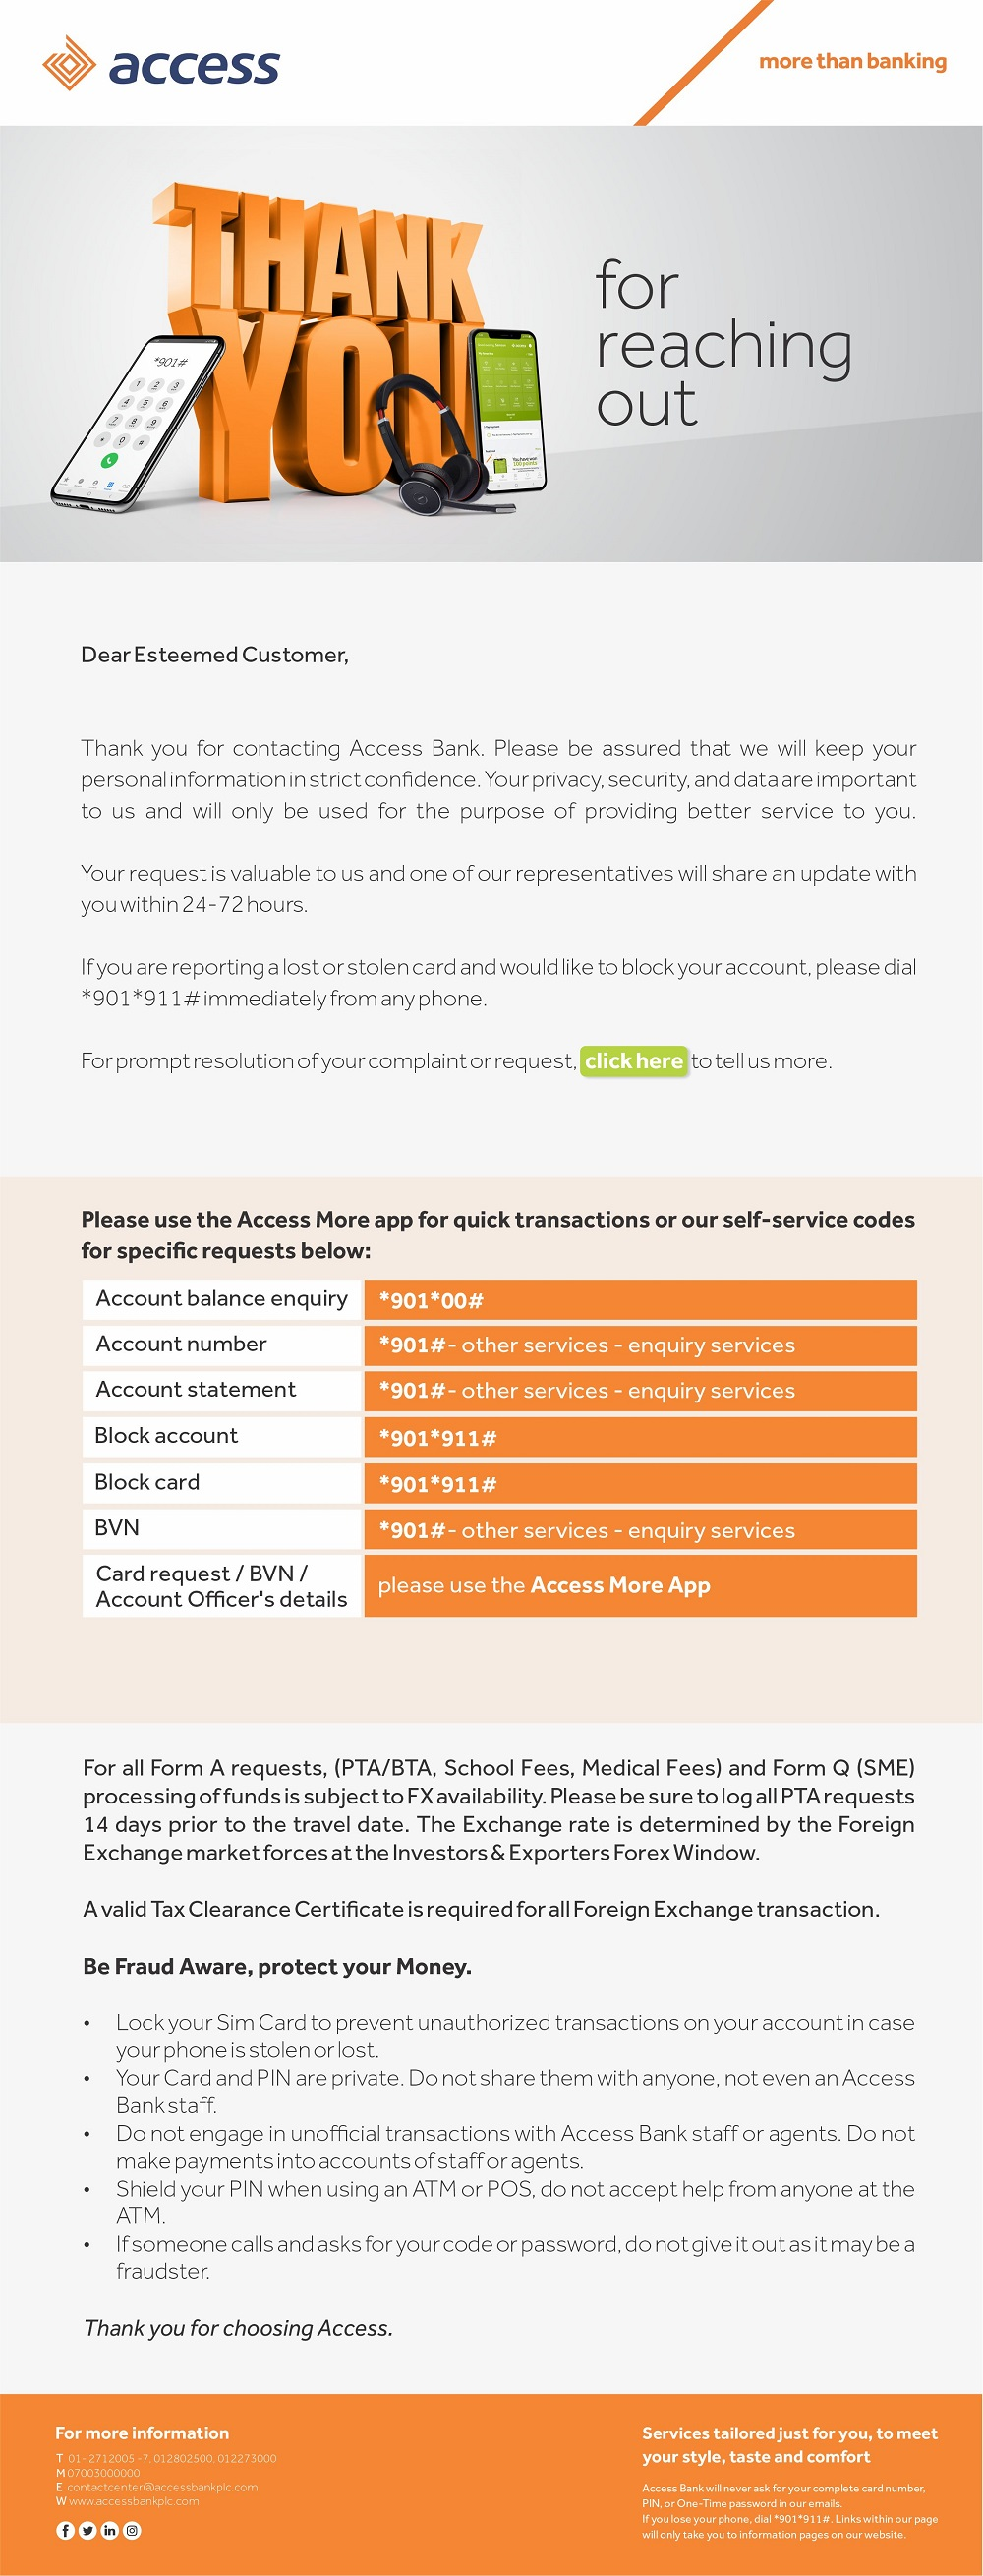 access
more than banking
THANK
YOU
for
reaching
out
*901#
1 2 3
4 5 6
7 8 9
* 0 #
You have won
100 points
Dear Esteemed Customer,
Thank you for contacting Access Bank. Please be assured that we will keep your
personal information in strict confidence. Your privacy, security, and data are important
to us and will only be used for the purpose of providing better service to you.
Your request is valuable to us and one of our representatives will share an update with
you within 24-72 hours.
If you are reporting a lost or stolen card and would like to block your account, please dial
*901*911# immediately from any phone.
For prompt resolution of your complaint or request, click here to tell us more.
Please use the Access More app for quick transactions or our self-service codes
for specific requests below:
Account balance enquiry *901*00#
Account number *901#- other services - enquiry services
Account statement *901#- other services - enquiry services
Block account *901*911#
Block card *901*911#
BVN *901#- other services - enquiry services
Card request / BVN /
Account Officer's details
please use the Access More App
For all Form A requests, (PTA/BTA, School Fees, Medical Fees) and Form Q (SME)
processing of funds is subject to FX availability. Please be sure to log all PTA requests
14 days prior to the travel date. The Exchange rate is determined by the Foreign
Exchange market forces at the Investors & Exporters Forex Window.
A valid Tax Clearance Certificate is required for all Foreign Exchange transaction.
Be Fraud Aware, protect your Money.
• Lock your Sim Card to prevent unauthorized transactions on your account in case
your phone is stolen or lost.
• Your Card and PIN are private. Do not share them with anyone, not even an Access
Bank staff.
• Do not engage in unofficial transactions with Access Bank staff or agents. Do not
make payments into accounts of staff or agents.
• Shield your PIN when using an ATM or POS, do not accept help from anyone at the
ATM.
• If someone calls and asks for your code or password, do not give it out as it may be a
fraudster.
Thank you for choosing Access.
For more information
T 01- 2712005 -7, 012802500, 012273000
M 07003000000
E contactcenter@accessbankplc.com
W www.accessbankplc.com
Services tailored just for you, to meet
your style, taste and comfort
Access Bank will never ask for your complete card number,
PIN, or One-Time password in our emails.
If you lose your phone, dial *901*911#. Links within our page
will only take you to information pages on our website.